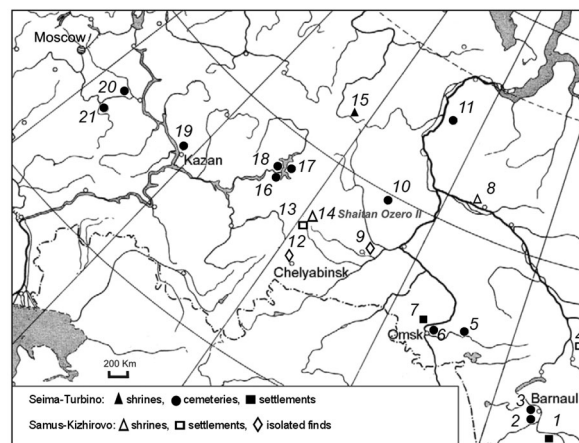 Moscow
15
20
11
21
19
Kazan
18
17
16
10
8
14
Shaitan Ozero II
13
12
9
Chelyabinsk
7
5
Omsk
6
4
200 Km
3
Barnaul
2
1
Seima-Turbino: shrines, cemeteries, settlements
Samus-Kizhirovo: shrines, settlements, isolated finds